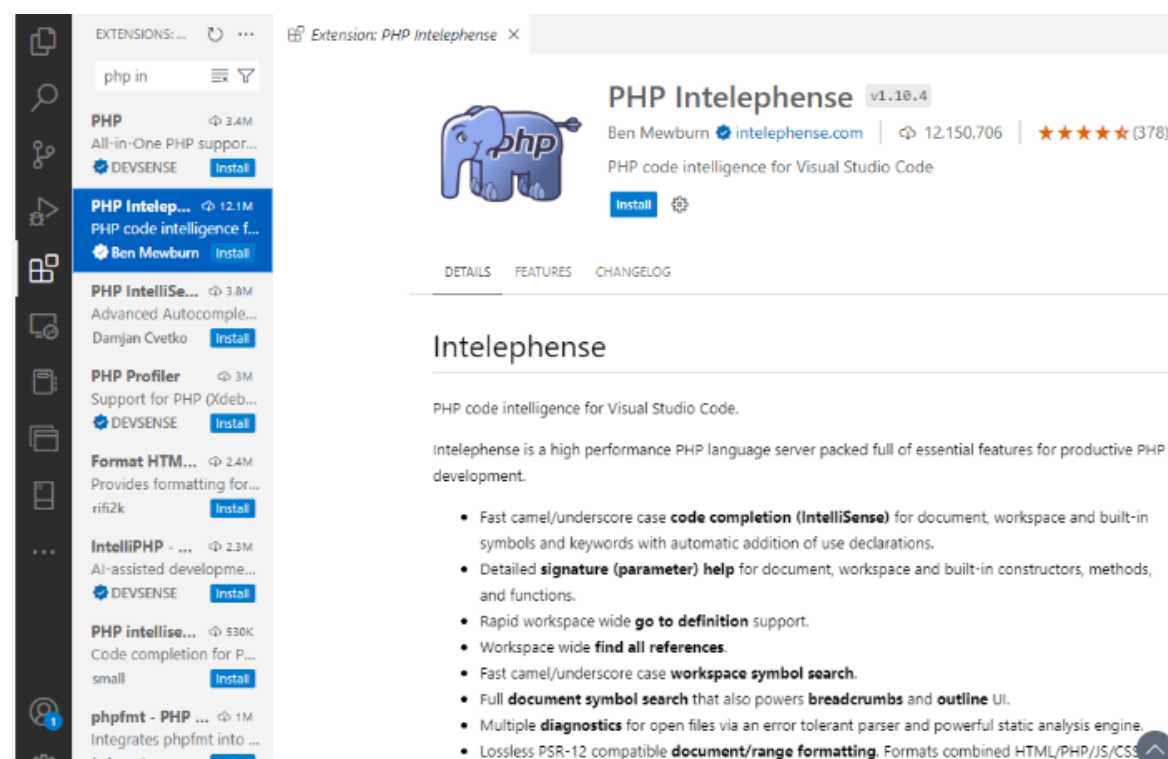 EXTENSIONS: ...
php in
PHP 3.4M
All-in-One PHP suppor...
DEVSENSE Install
PHP Intelep... 12.1M
PHP code intelligence f...
Ben Mewburn Install
PHP IntelliSe... 3.8M
Advanced Autocomple...
Damjan Cvetko Install
PHP Profiler 3M
Support for PHP (Xdeb...
DEVSENSE Install
Format HTM... 2.4M
Provides formatting for...
rifi2k Install
IntelliPHP - ... 2.3M
AI-assisted developme...
DEVSENSE Install
PHP intellise... 530K
Code completion for P...
small Install
phpfmt - PHP ... 1M
Integrates phpfmt into ...
1
Extension: PHP Intelephense
php
PHP Intelephense v1.10.4
Ben Mewburn intelephense.com 12,150,706 (378)
PHP code intelligence for Visual Studio Code
Install
DETAILS FEATURES CHANGELOG
Intelephense
PHP code intelligence for Visual Studio Code.
Intelephense is a high performance PHP language server packed full of essential features for productive PHP
development.
• Fast camel/underscore case code completion (IntelliSense) for document, workspace and built-in
symbols and keywords with automatic addition of use declarations.
• Detailed signature (parameter) help for document, workspace and built-in constructors, methods,
and functions.
• Rapid workspace wide go to definition support.
• Workspace wide find all references.
• Fast camel/underscore case workspace symbol search.
• Full document symbol search that also powers breadcrumbs and outline UI.
• Multiple diagnostics for open files via an error tolerant parser and powerful static analysis engine.
• Lossless PSR-12 compatible document/range formatting. Formats combined HTML/PHP/JS/CSS